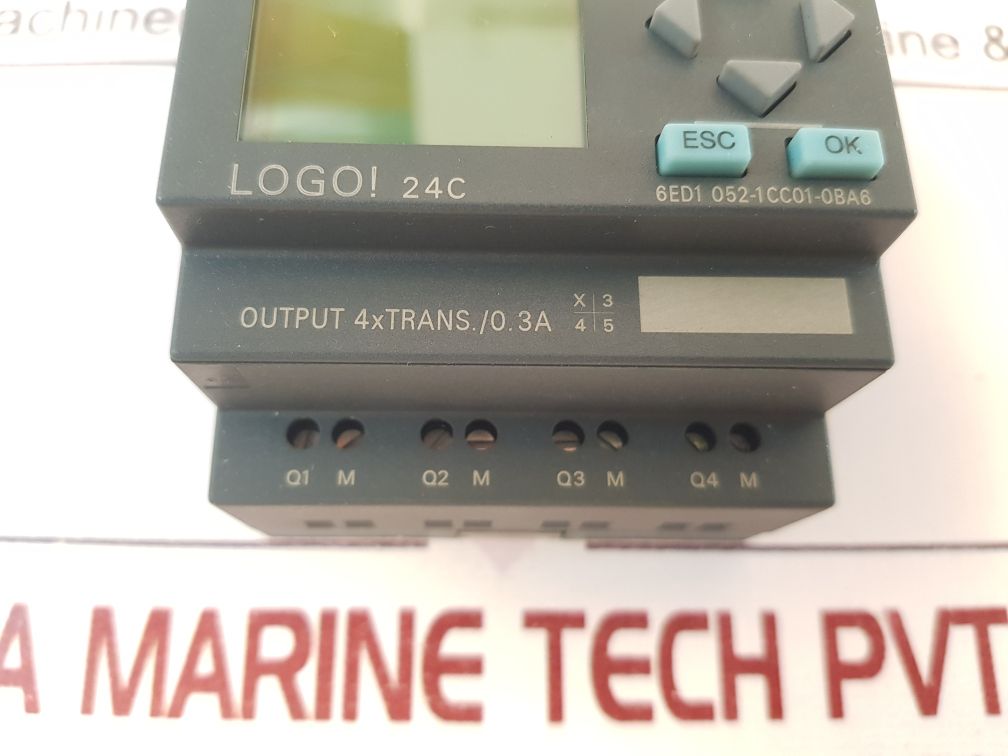 achine
ine &
ESC OK
LOGO! 24C
6ED1 052-1CC01-0BA6
OUTPUT 4xTRANS./0.3A
X 3
4 5
Q1 M Q2 M Q3 M Q4 M
A MARINE TECH PVT